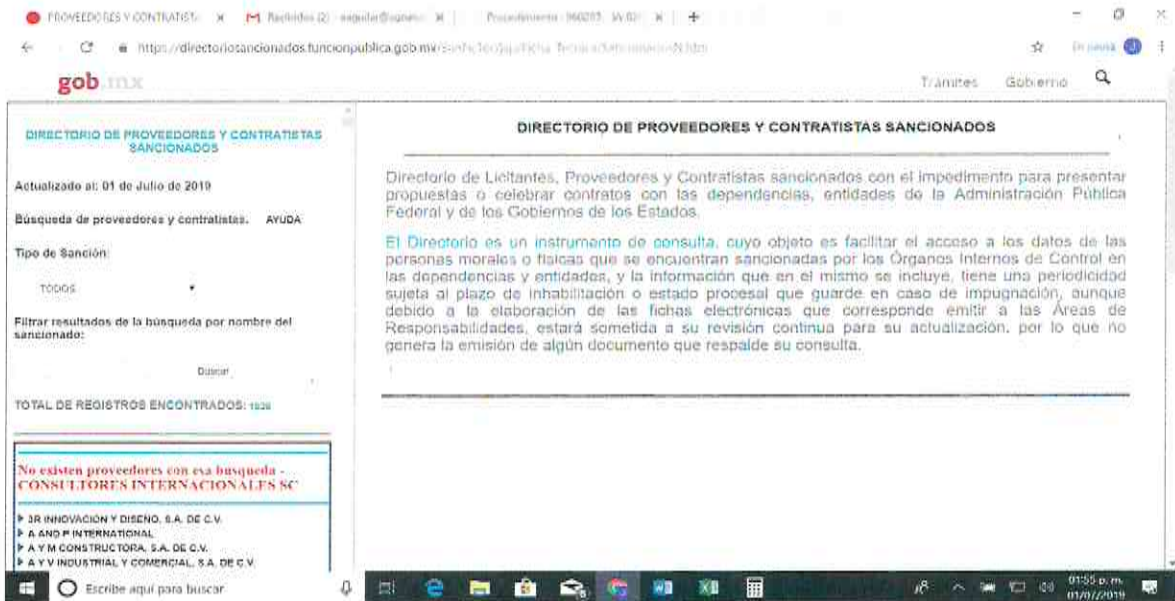 PROVEEDORES Y CONTRATISTA
Recibidos (2) -
https://directoriosancionados.funcionpublica.gob.mx
gob mx
Trámites Gobierno
DIRECTORIO DE PROVEEDORES Y CONTRATISTAS
SANCIONADOS
Actualizado al: 01 de Julio de 2019
Búsqueda de proveedores y contratistas. AYUDA
Tipo de Sanción:
TODOS
Filtrar resultados de la búsqueda por nombre del
sancionado:
Buscar
TOTAL DE REGISTROS ENCONTRADOS:
No existen proveedores con esa busqueda -
CONSULTORES INTERNACIONALES SC
3R INNOVACION Y DISEÑO, S.A. DE C.V.
A AND P INTERNATIONAL
A Y M CONSTRUCTORA, S.A. DE C.V.
A Y V INDUSTRIAL Y COMERCIAL, S.A. DE C.V.
DIRECTORIO DE PROVEEDORES Y CONTRATISTAS SANCIONADOS
Directorio de Licitantes, Proveedores y Contratistas sancionados con el impedimento para presentar
propuestas o celebrar contratos con las dependencias, entidades de la Administración Pública
Federal y de los Gobiernos de los Estados.
El Directorio es un instrumento de consulta, cuyo objeto es facilitar el acceso a los datos de las
personas morales o físicas que se encuentran sancionadas por los Órganos Internos de Control en
las dependencias y entidades, y la información que en el mismo se incluye, tiene una periodicidad
sujeta al plazo de inhabilitación o estado procesal que guarde en caso de impugnación, aunque
debido a la elaboración de las fichas electrónicas que corresponde emitir a las Áreas de
Responsabilidades, estará sometida a su revisión continua para su actualización, por lo que no
genera la emisión de algún documento que respalde su consulta.
Escribe aquí para buscar
01:55 p. m.
01/07/2019